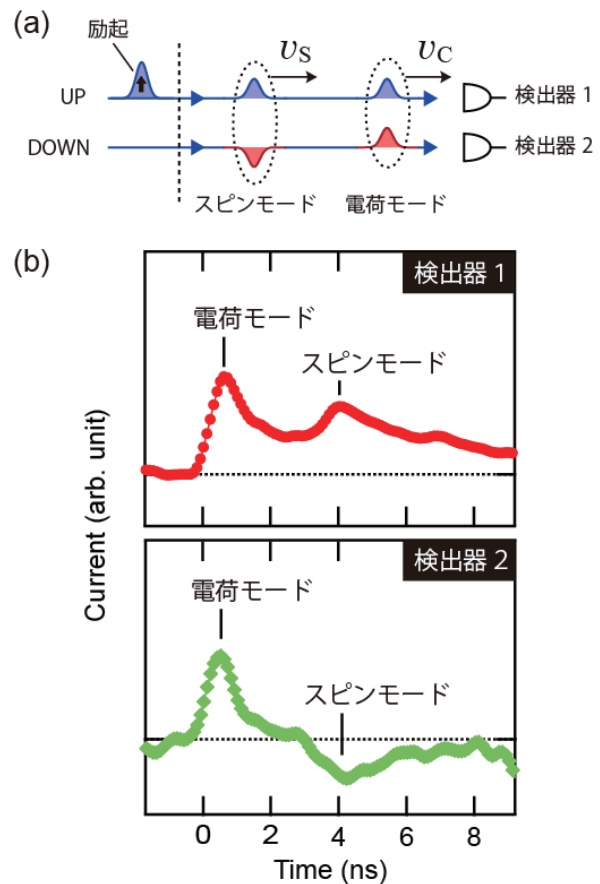 (a)
励起
υS
υC
UP
検出器 1
DOWN
検出器 2
スピンモード
電荷モード
(b)
検出器 1
電荷モード
スピンモード
検出器 2
電荷モード
スピンモード
Current (arb. unit)
0 2 4 6 8
Time (ns)